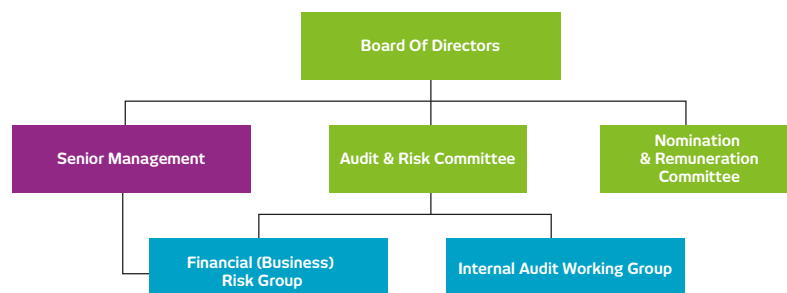 Board Of Directors
Senior Management
Audit & Risk Committee
Nomination
& Remuneration
Committee
Financial (Business)
Risk Group
Internal Audit Working Group